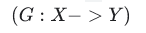 (G : X− > Y)